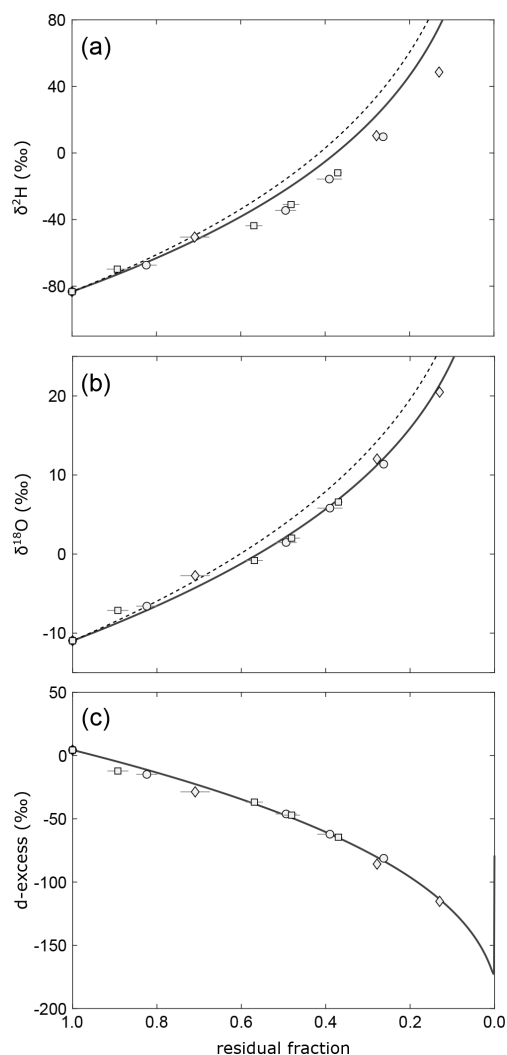 (a)
80
40
0
-40
-80
δ²H (‰)
(b)
20
10
0
-10
δ¹⁸O (‰)
(c)
50
0
-50
-100
-150
-200
d-excess (‰)
1.0 0.8 0.6 0.4 0.2 0.0
residual fraction